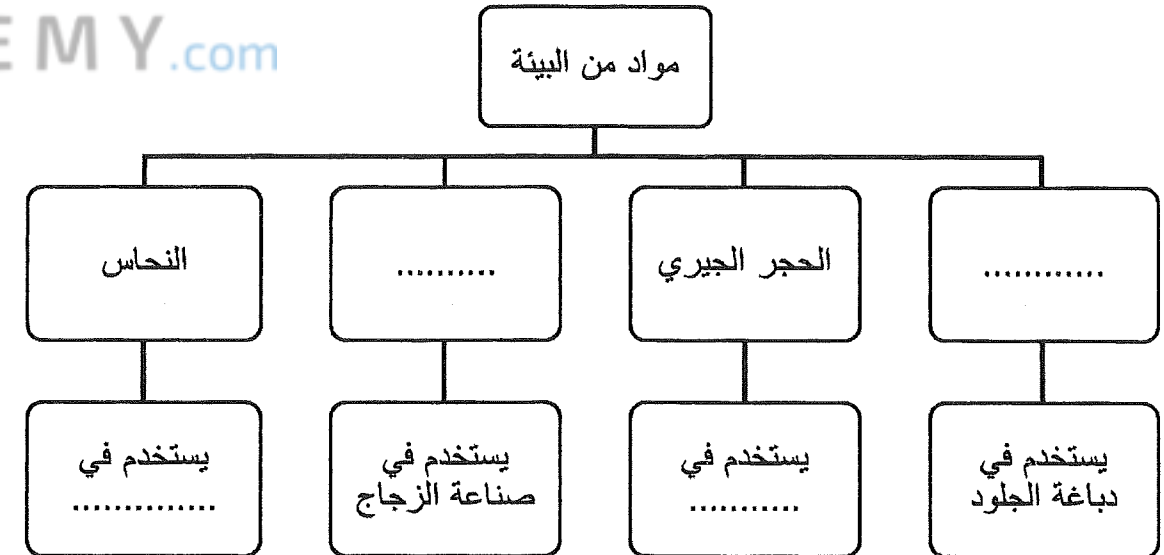 E M Y.com
مواد من البيئة
............
الحجر الجيري
..........
النحاس
يستخدم في
دباغة الجلود
يستخدم في
...........
يستخدم في
صناعة الزجاج
يستخدم في
..............